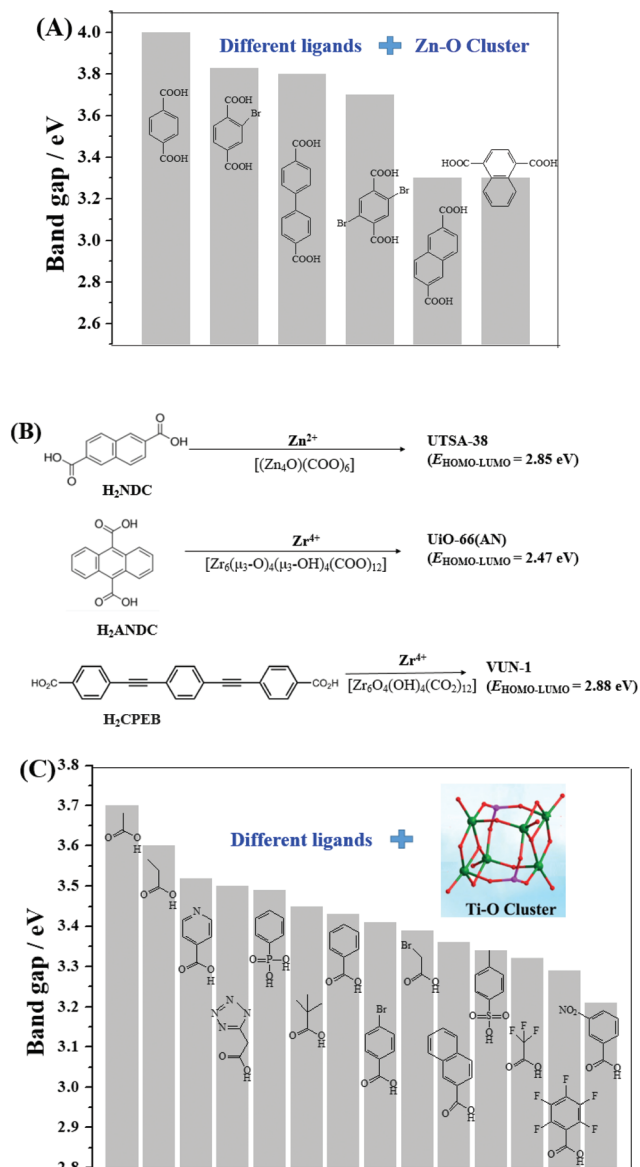 (A)
Different ligands + Zn-O Cluster
Band gap / eV
4.0
3.8
3.6
3.4
3.2
3.0
2.8
2.6
COOH
COOH
COOH
Br
COOH
COOH
COOH
COOH
Br
Br
COOH
COOH
COOH
HOOC COOH
(B)
O
OH
HO
O
H₂NDC
Zn²⁺
[(Zn₄O)(COO)₆]
UTSA-38
(E_HOMO-LUMO = 2.85 eV)
O OH
O OH
H₂ANDC
Zr⁴⁺
[Zr₆(μ₃-O)₄(μ₃-OH)₄(COO)₁₂]
UiO-66(AN)
(E_HOMO-LUMO = 2.47 eV)
HO₂C CO₂H
H₂CPEB
Zr⁴⁺
[Zr₆O₄(OH)₄(CO₂)₁₂]
VUN-1
(E_HOMO-LUMO = 2.88 eV)
(C)
Different ligands +
Ti-O Cluster
Band gap / eV
3.8
3.7
3.6
3.5
3.4
3.3
3.2
3.1
3.0
2.9
2.8
O O H
O O H
N
O O H
N N N N H
O O H
O P O H
O H
O O H
O O H
Br
O O H
Br
O O H
O O H
O S O
O H
F F F
O O H
F F F F F
O O H
NO₂
O O H